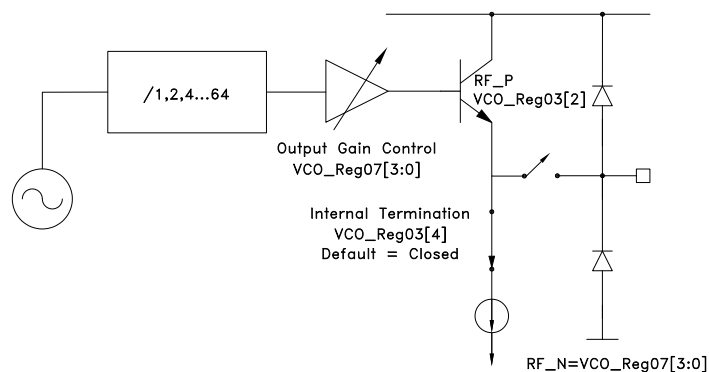 /1,2,4...64
RF_P
VCO_Reg03[2]
Output Gain Control
VCO_Reg07[3:0]
Internal Termination
VCO_Reg03[4]
Default = Closed
RF_N=VCO_Reg07[3:0]